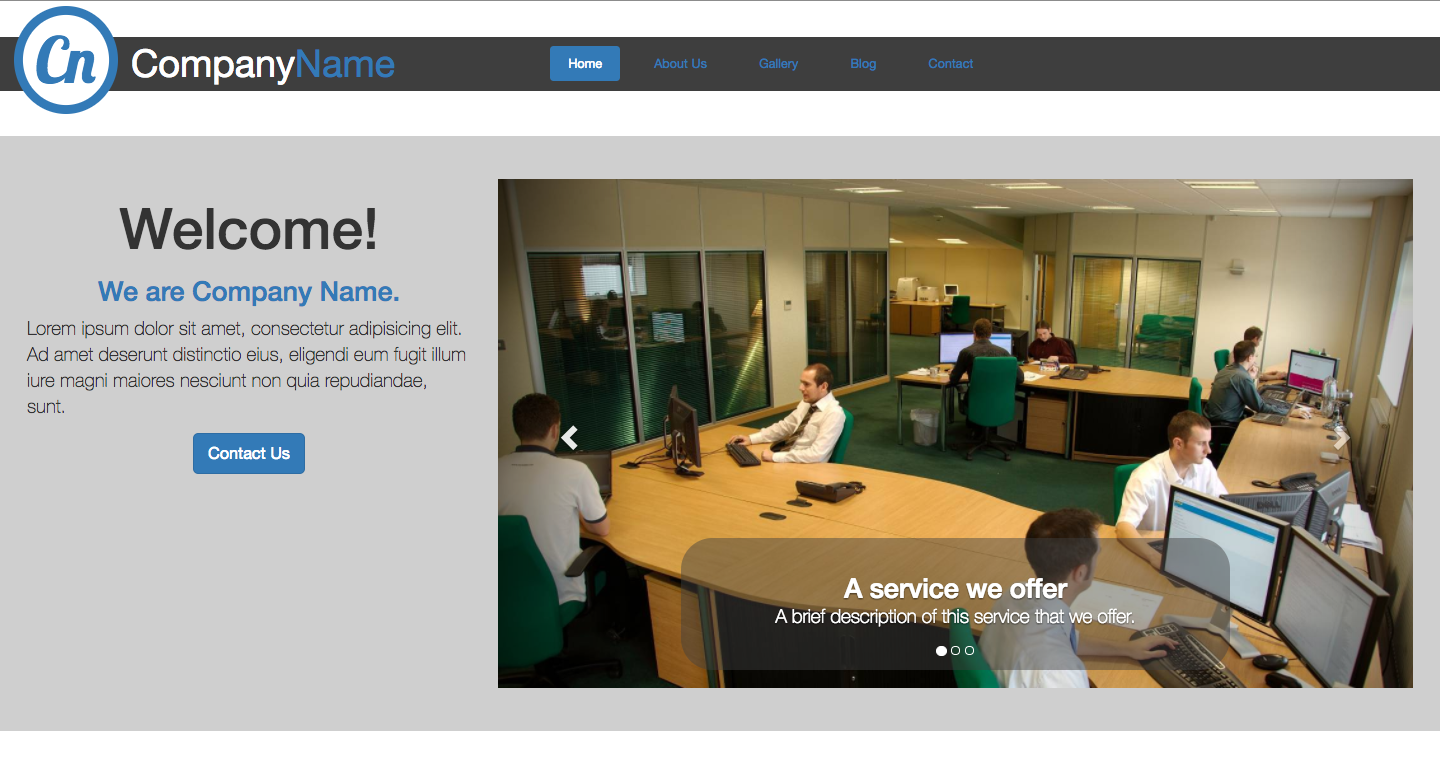 Cn
CompanyName
Home About Us Gallery Blog Contact
Welcome!
We are Company Name.
Lorem ipsum dolor sit amet, consectetur adipisicing elit.
Ad amet deserunt distinctio eius, eligendi eum fugit illum
iure magni maiores nesciunt non quia repudiandae,
sunt.
Contact Us
A service we offer
A brief description of this service that we offer.